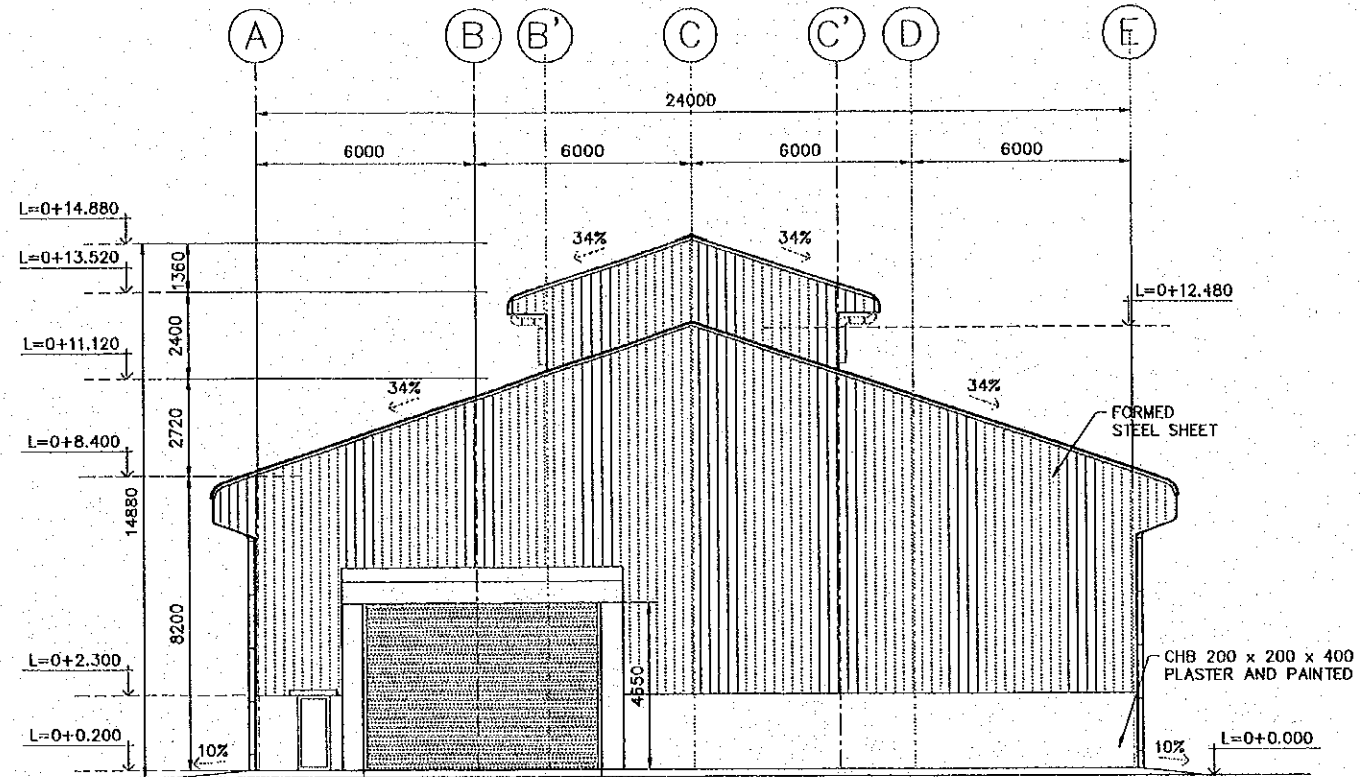 A B B' C C' D E
24000
6000 6000 6000 6000
L=0+14.880
34% 34%
L=0+13.520
1360
L=0+12.480
2400
L=0+11.120
34% 34%
2720
FORMED
STEEL SHEET
L=0+8.400
14880
8200
L=0+2.300
4550
CHB 200 x 200 x 400
PLASTER AND PAINTED
L=0+0.200
10% 10%
L=0+0.000